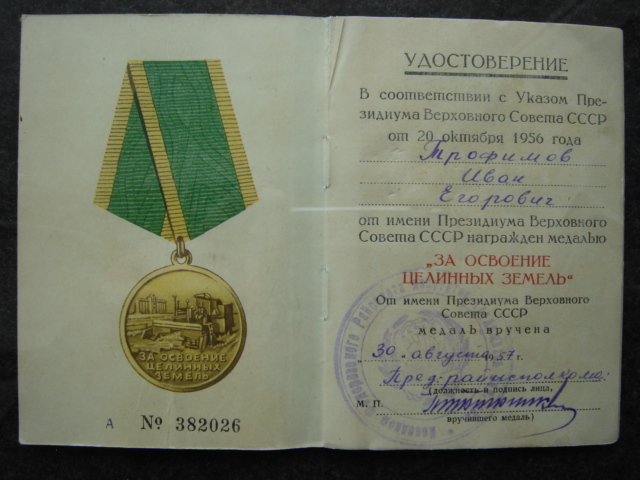 ЗА ОСВОЕНИЕ
ЦЕЛИННЫХ
ЗЕМЕЛЬ
А № 382026
УДОСТОВЕРЕНИЕ
В соответствии с Указом Пре-
зидиума Верховного Совета СССР
от 20 октября 1956 года
Трофимов
Иван
Егорович
от имени Президиума Верховного
Совета СССР награжден медалью
„ЗА ОСВОЕНИЕ
ЦЕЛИННЫХ ЗЕМЕЛЬ“
От имени Президиума Верховного
Совета СССР
медаль вручена
„30„ августа 1957 г.
Пред. райисполкома:
(должность и подпись лица,
М. П.
вручившего медаль)